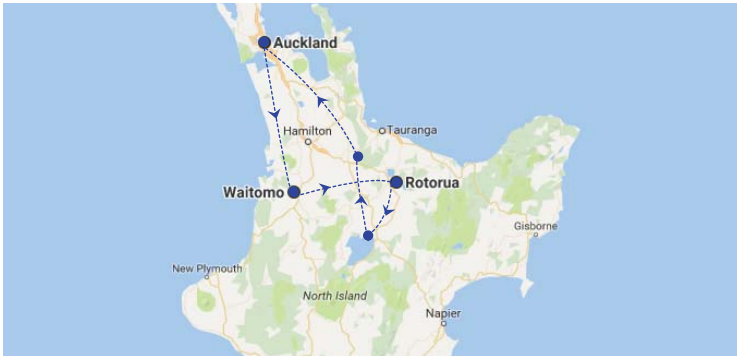 Auckland
Hamilton
Tauranga
Waitomo
Rotorua
Gisborne
New Plymouth
North Island
Napier